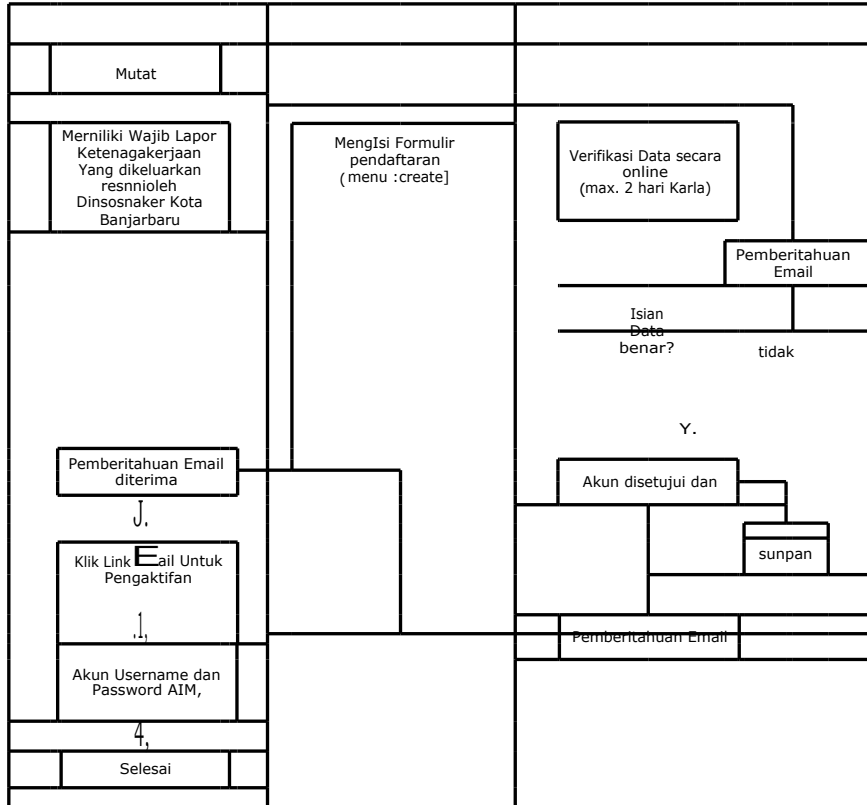 Mutat
Merniliki Wajib Lapor
Ketenagakerjaan
Yang dikeluarkan
resnnioleh
Dinsosnaker Kota
Banjarbaru
MengIsi Formulir
pendaftaran
(menu :create]
Verifikasi Data secara
online
(max. 2 hari Karla)
Pemberitahuan
Email
Isian
Data
benar?
tidak
Y.
Pemberitahuan Email
diterima
J.
Akun disetujui dan
sunpan
Klik Link Eail Untuk
Pengaktifan
.1,
Pemberitahuan Email
Akun Username dan
Password AIM,
4,
Selesai